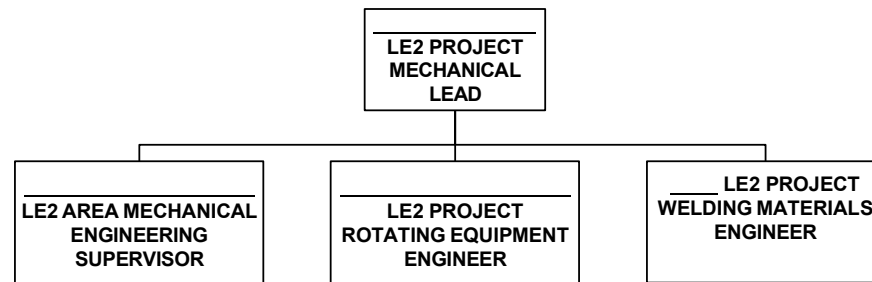 LE2 PROJECT
MECHANICAL
LEAD
LE2 AREA MECHANICAL
ENGINEERING
SUPERVISOR
LE2 PROJECT
ROTATING EQUIPMENT
ENGINEER
____ LE2 PROJECT
WELDING MATERIALS
ENGINEER